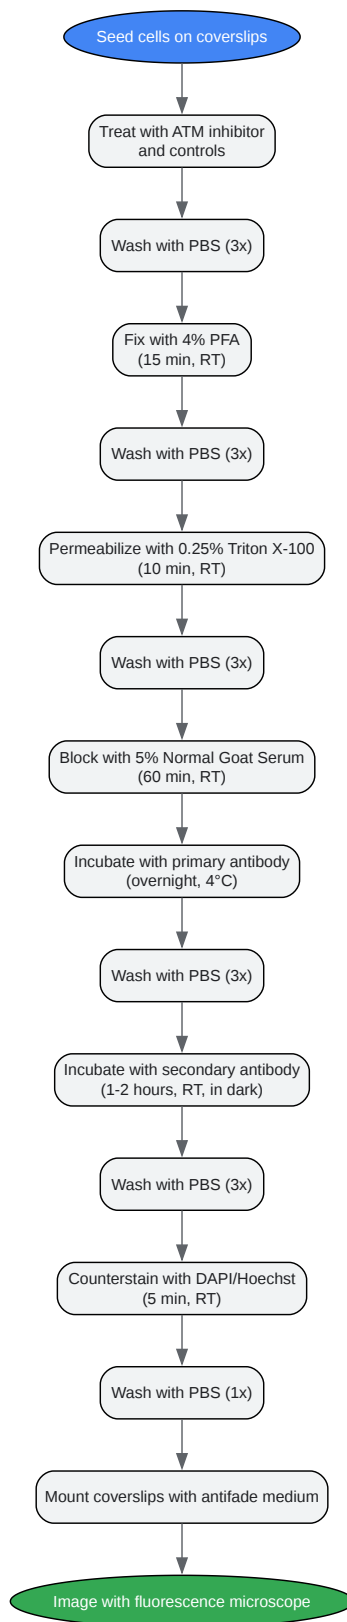 Seed cells on coverslips
Treat with ATM inhibitor
and controls
Wash with PBS (3x)
Fix with 4% PFA
(15 min, RT)
Wash with PBS (3x)
Permeabilize with 0.25% Triton X-100
(10 min, RT)
Wash with PBS (3x)
Block with 5% Normal Goat Serum
(60 min, RT)
Incubate with primary antibody
(overnight, 4°C)
Wash with PBS (3x)
Incubate with secondary antibody
(1-2 hours, RT, in dark)
Wash with PBS (3x)
Counterstain with DAPI/Hoechst
(5 min, RT)
Wash with PBS (1x)
Mount coverslips with antifade medium
Image with fluorescence microscope